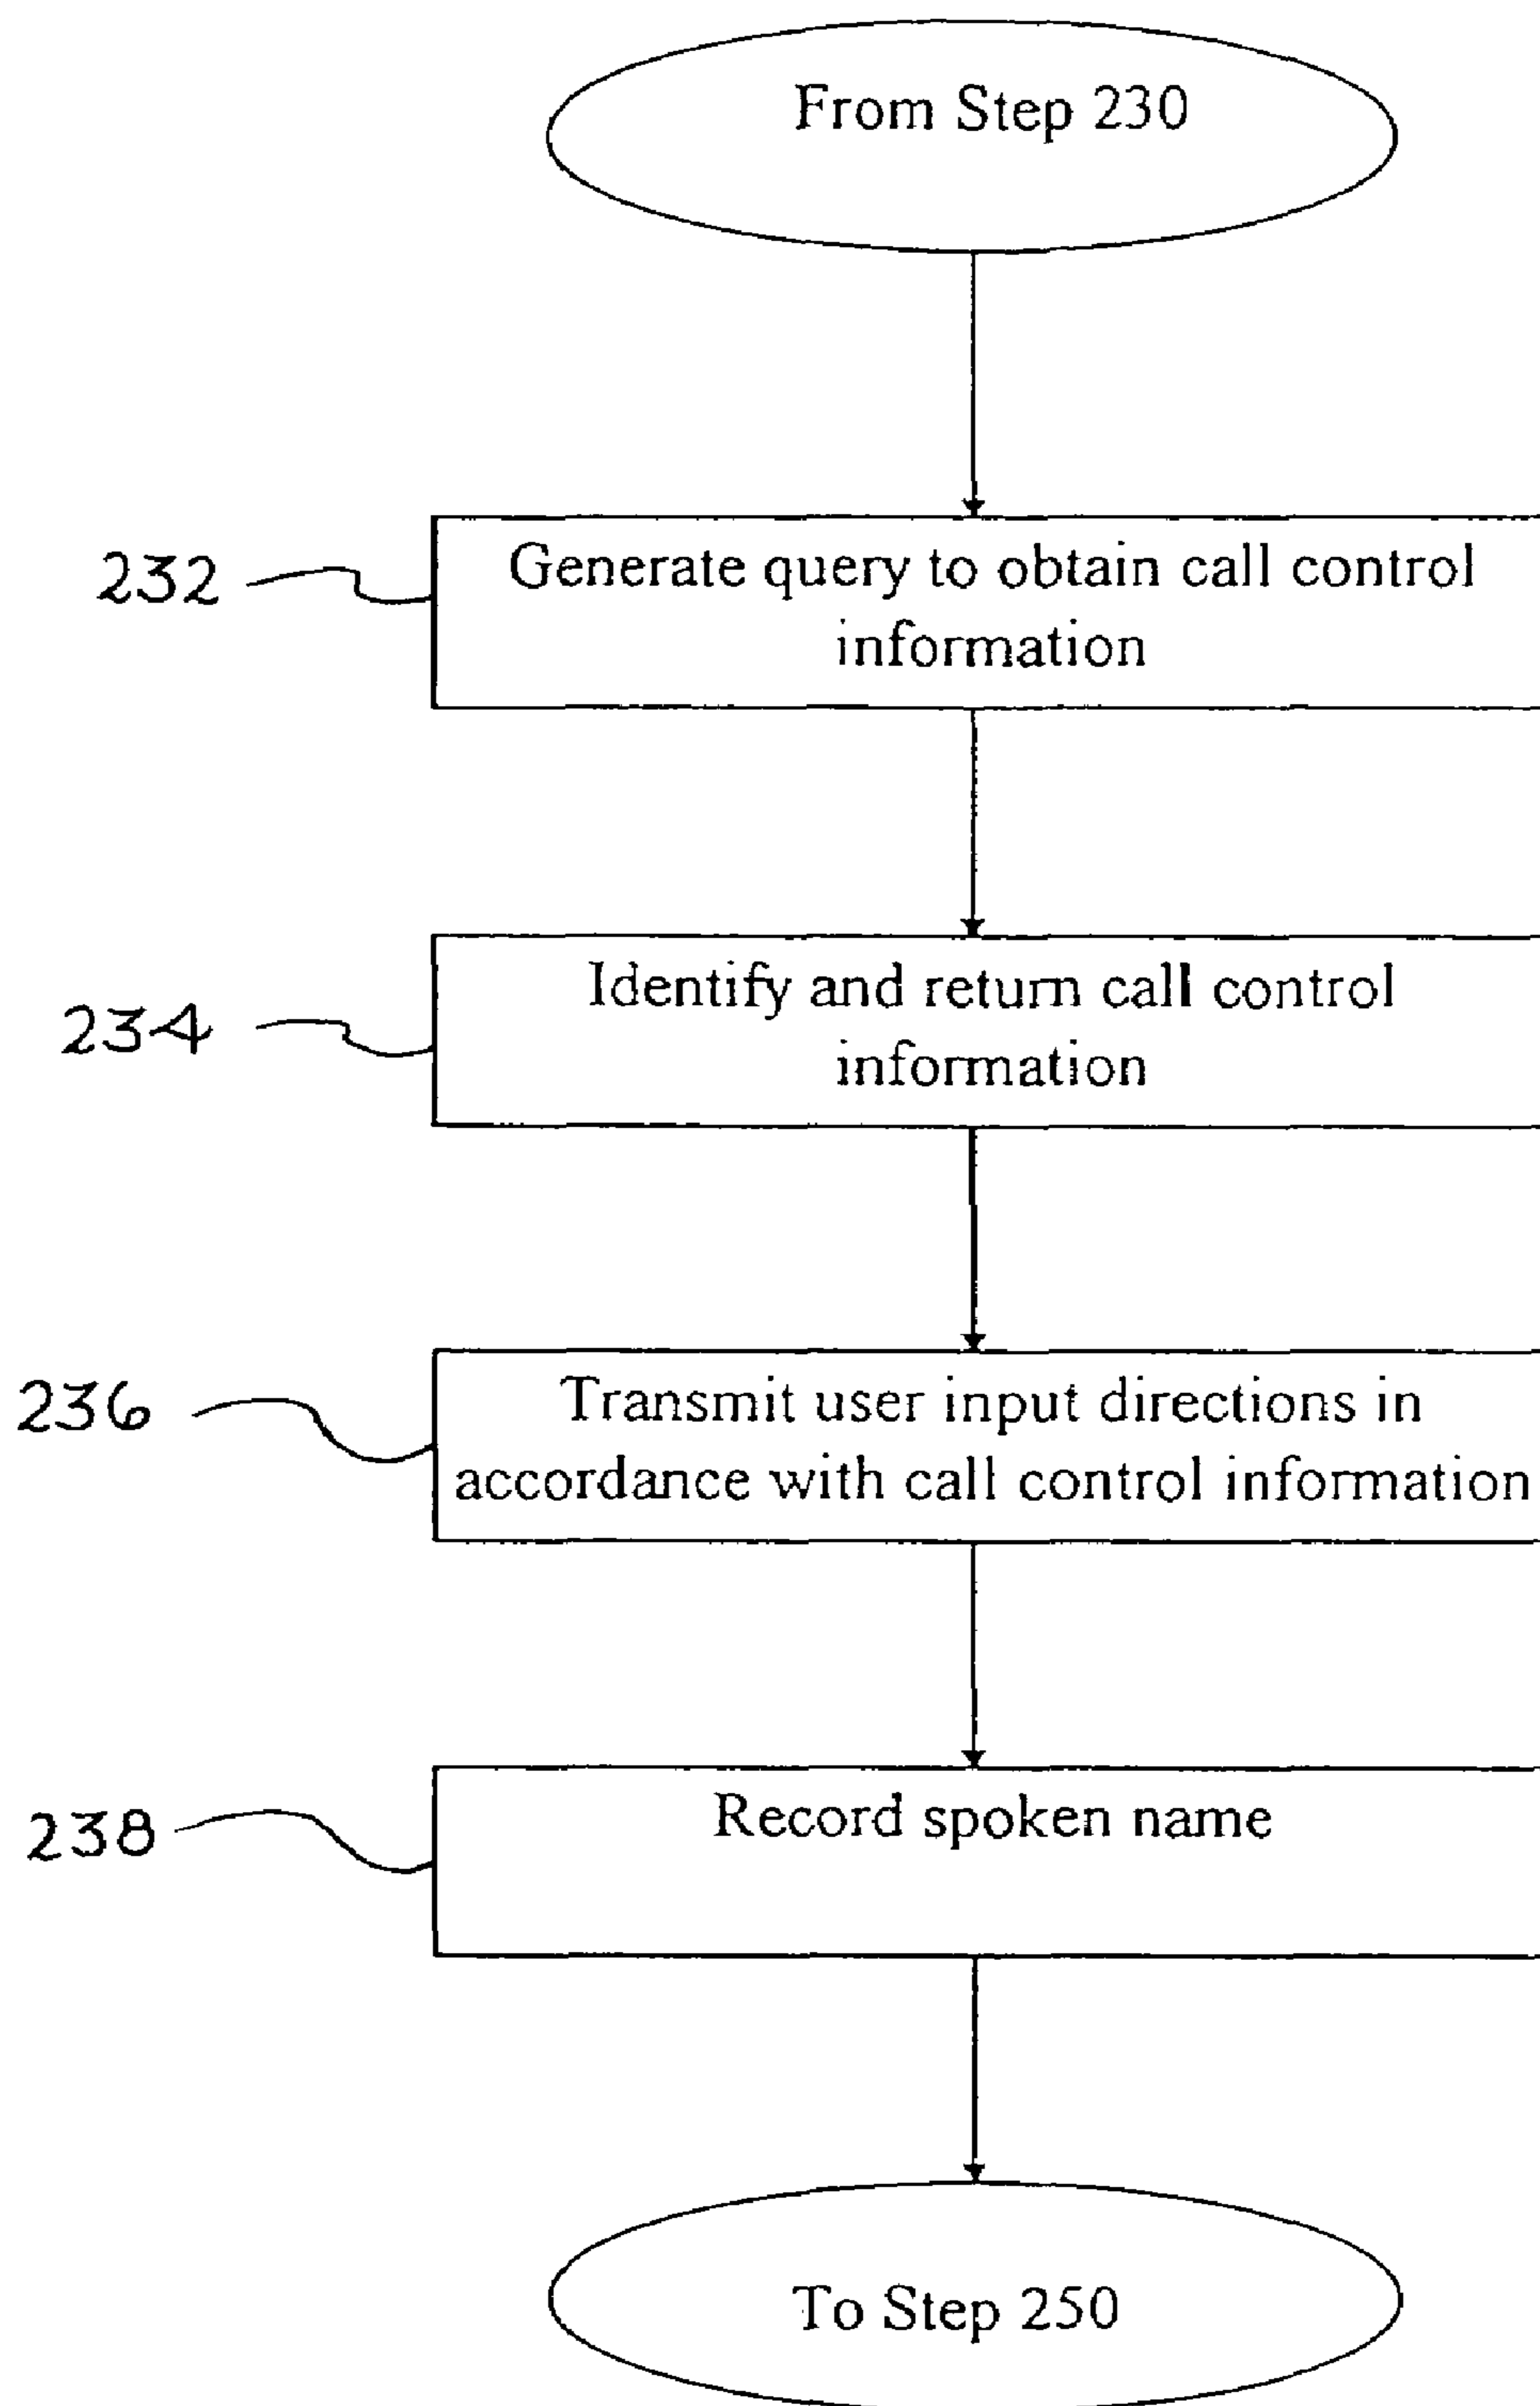 From Step 230
232
Generate query to obtain call control
information
234
Identify and return call control
information
236
Transmit user input directions in
accordance with call control information
238
Record spoken name
To Step 250